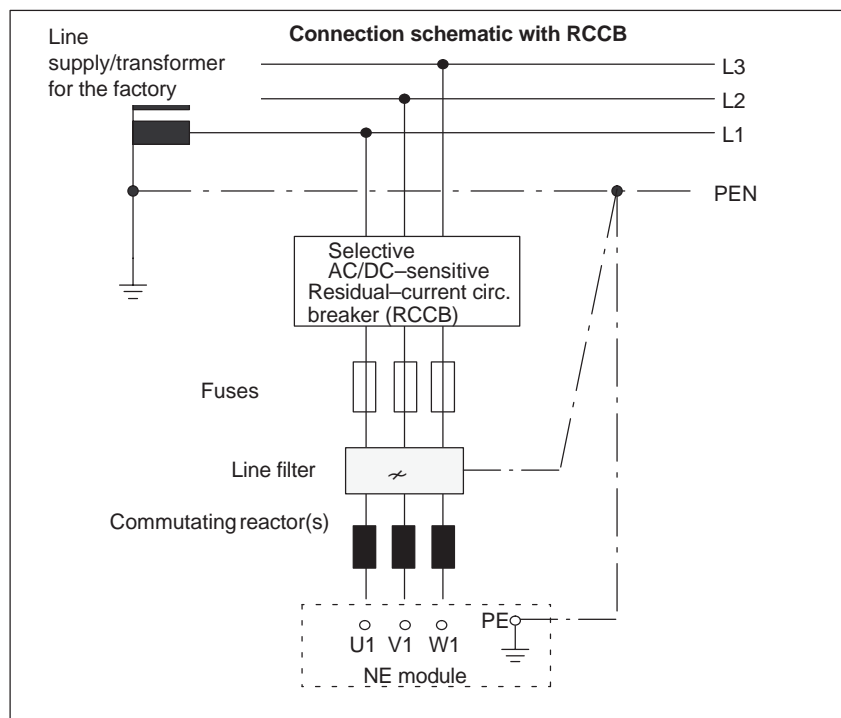 Line
supply/transformer
for the factory
Connection schematic with RCCB
L3
L2
L1
PEN
Selective
AC/DC–sensitive
Residual–current circ.
breaker (RCCB)
Fuses
Line filter
Commutating reactor(s)
PE
U1 V1 W1
NE module